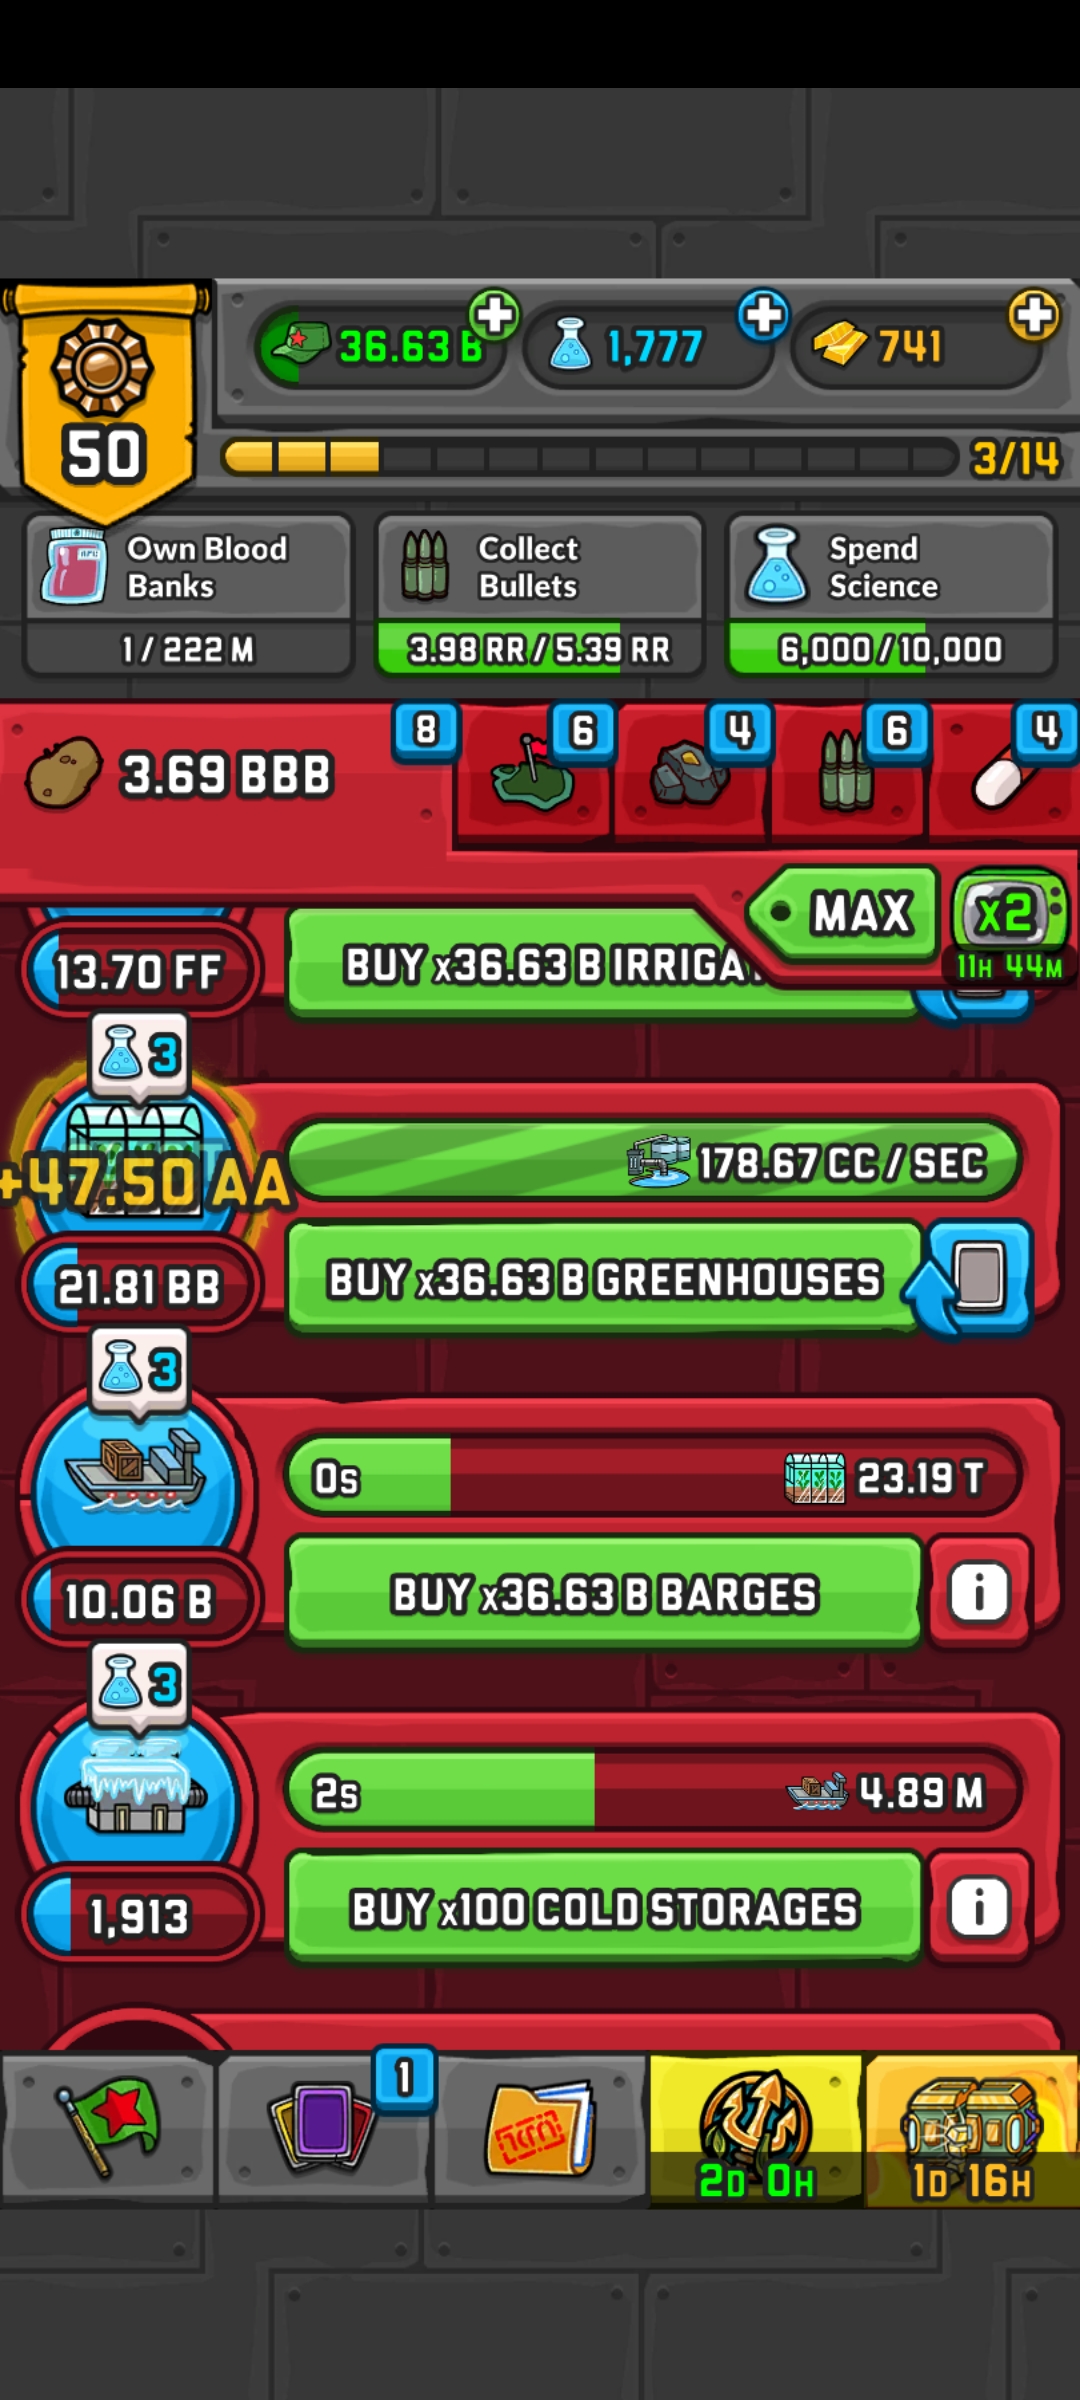 36.63 B
1,777
741
50
3/14
Own Blood
Banks
1 / 222 M
Collect
Bullets
3.98 RR / 5.39 RR
Spend
Science
6,000 / 10,000
3.69 BBB
8
6
4
6
4
MAX
x2
11H 44M
13.70 FF
BUY x36.63 B IRRIGA
3
+47.50 AA
178.67 CC / SEC
21.81 BB
BUY x36.63 B GREENHOUSES
3
0s
23.19 T
10.06 B
BUY x36.63 B BARGES
i
3
2s
4.89 M
1,913
BUY x100 COLD STORAGES
i
1
2D 0H
1D 16H